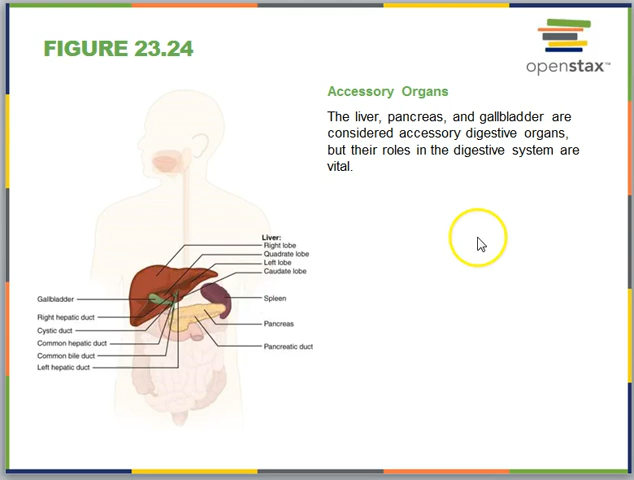 FIGURE 23.24
openstax™
Accessory Organs
The liver, pancreas, and gallbladder are
considered accessory digestive organs,
but their roles in the digestive system are
vital.
Liver:
Right lobe
Quadrate lobe
Left lobe
Caudate lobe
Spleen
Pancreas
Pancreatic duct
Gallbladder
Right hepatic duct
Cystic duct
Common hepatic duct
Common bile duct
Left hepatic duct